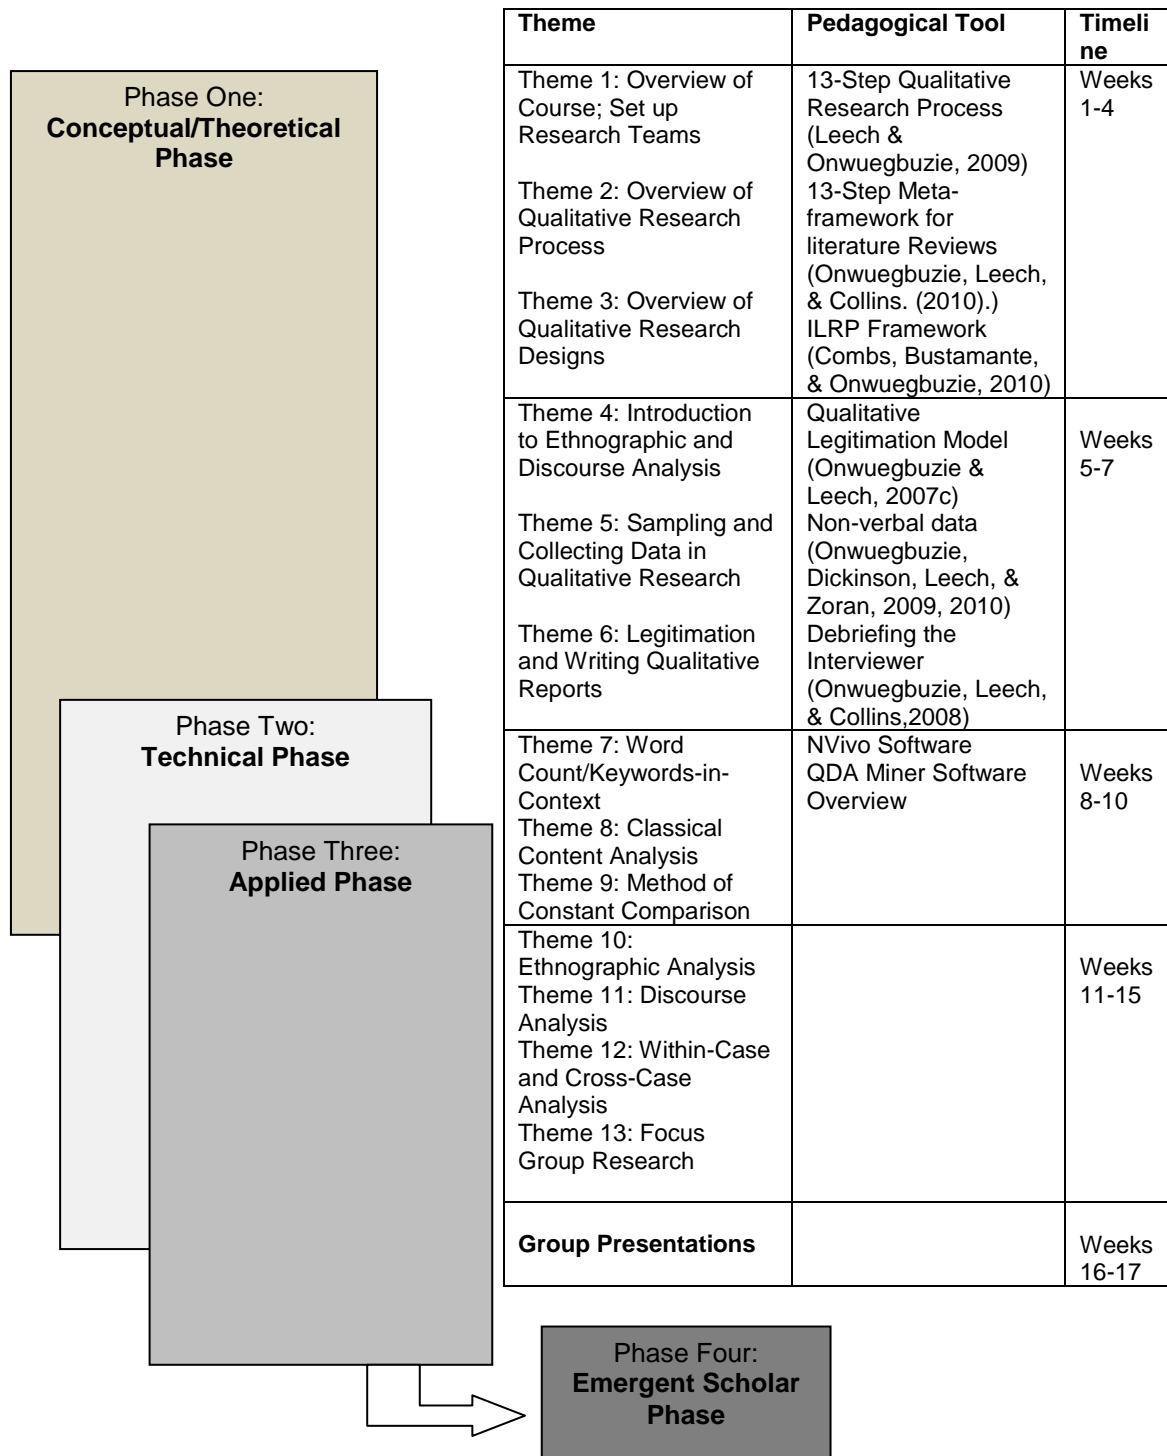 Theme
Pedagogical Tool
Timeli
ne
Phase One:
Conceptual/Theoretical
Phase
Theme 1: Overview of
Course; Set up
Research Teams
Theme 2: Overview of
Qualitative Research
Process
Theme 3: Overview of
Qualitative Research
Designs
13-Step Qualitative
Research Process
(Leech &
Onwuegbuzie, 2009)
13-Step Meta-
framework for
literature Reviews
(Onwuegbuzie, Leech,
& Collins. (2010).)
ILRP Framework
(Combs, Bustamante,
& Onwuegbuzie, 2010)
Weeks
1-4
Theme 4: Introduction
to Ethnographic and
Discourse Analysis
Theme 5: Sampling and
Collecting Data in
Qualitative Research
Theme 6: Legitimation
and Writing Qualitative
Reports
Qualitative
Legitimation Model
(Onwuegbuzie &
Leech, 2007c)
Non-verbal data
(Onwuegbuzie,
Dickinson, Leech, &
Zoran, 2009, 2010)
Debriefing the
Interviewer
(Onwuegbuzie, Leech,
& Collins,2008)
Weeks
5-7
Phase Two:
Technical Phase
Theme 7: Word
Count/Keywords-in-
Context
Theme 8: Classical
Content Analysis
Theme 9: Method of
Constant Comparison
NVivo Software
QDA Miner Software
Overview
Weeks
8-10
Phase Three:
Applied Phase
Theme 10:
Ethnographic Analysis
Theme 11: Discourse
Analysis
Theme 12: Within-Case
and Cross-Case
Analysis
Theme 13: Focus
Group Research
Weeks
11-15
Group Presentations
Weeks
16-17
Phase Four:
Emergent Scholar
Phase